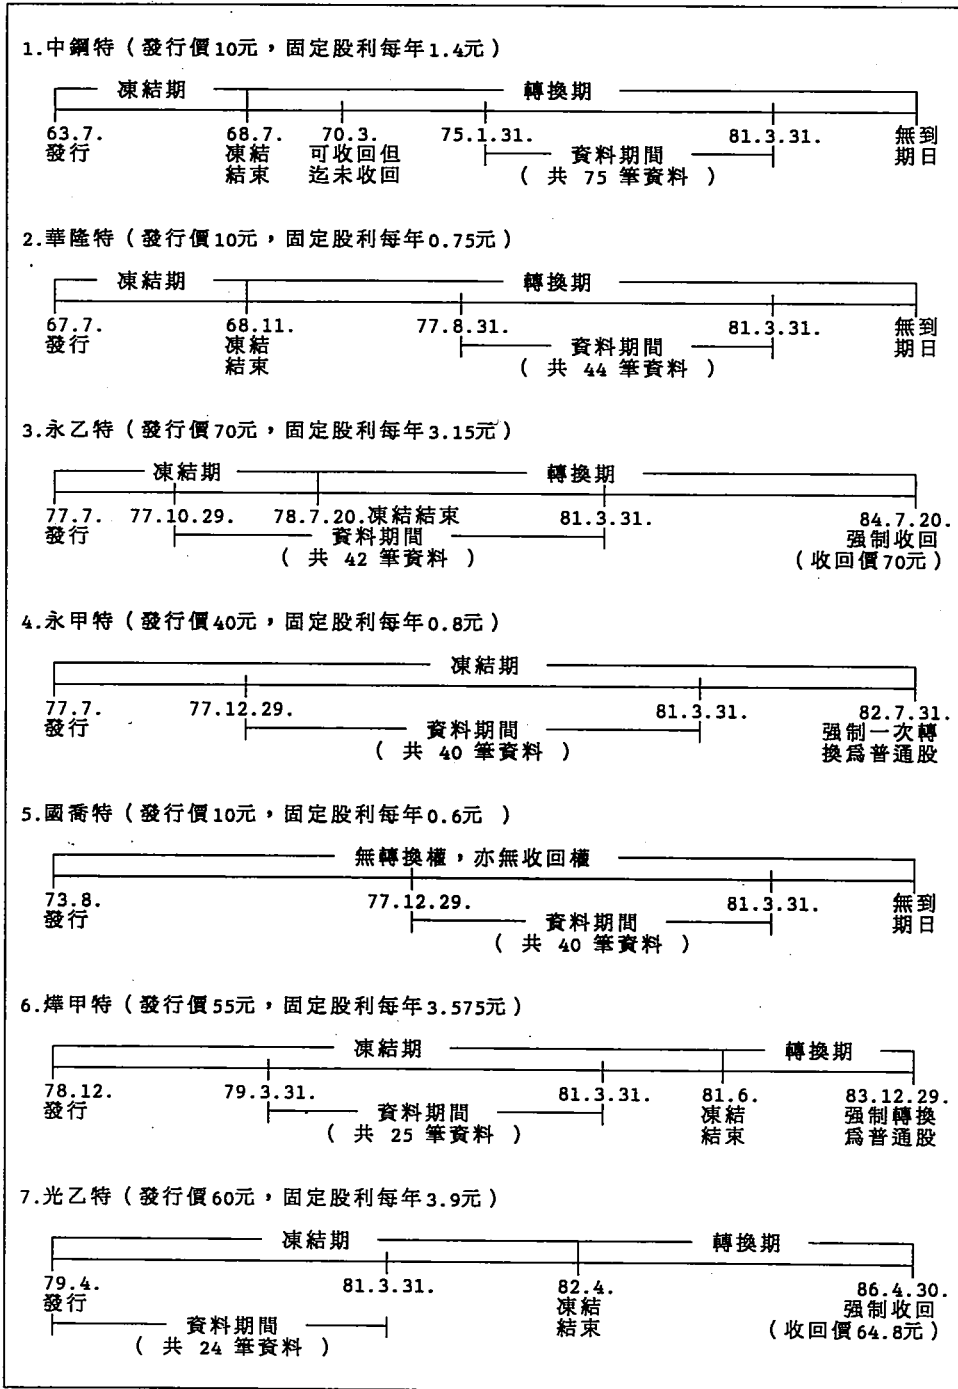 1.中鋼特（發行價10元，固定股利每年1.4元）
凍結期 轉換期
63.7. 68.7. 70.3. 75.1.31. 81.3.31. 無到
發行 凍結 可收回但 資料期間 期日
結束 迄未收回 （共 75 筆資料）
2.華隆特（發行價10元，固定股利每年0.75元）
凍結期 轉換期
67.7. 68.11. 77.8.31. 81.3.31. 無到
發行 凍結 資料期間 期日
結束 （共 44 筆資料）
3.永乙特（發行價70元，固定股利每年3.15元）
凍結期 轉換期
77.7. 77.10.29. 78.7.20.凍結結束 81.3.31. 84.7.20.
發行 資料期間 强制收回
（共 42 筆資料） （收回價70元）
4.永甲特（發行價40元，固定股利每年0.8元）
凍結期
77.7. 77.12.29. 81.3.31. 82.7.31.
發行 資料期間 强制一次轉
（共 40 筆資料） 換爲普通股
5.國喬特（發行價10元，固定股利每年0.6元 ）
無轉換權，亦無收回權
73.8. 77.12.29. 81.3.31. 無到
發行 資料期間 期日
（共 40 筆資料）
6.燁甲特（發行價55元，固定股利每年3.575元）
凍結期 轉換期
78.12. 79.3.31. 81.3.31. 81.6. 83.12.29.
發行 資料期間 凍結 强制轉換
（共 25 筆資料） 結束 爲普通股
7.光乙特（發行價60元，固定股利每年3.9元）
凍結期 轉換期
79.4. 81.3.31. 82.4. 86.4.30.
發行 凍結 强制收回
資料期間 結束 （收回價64.8元）
（共 24 筆資料）